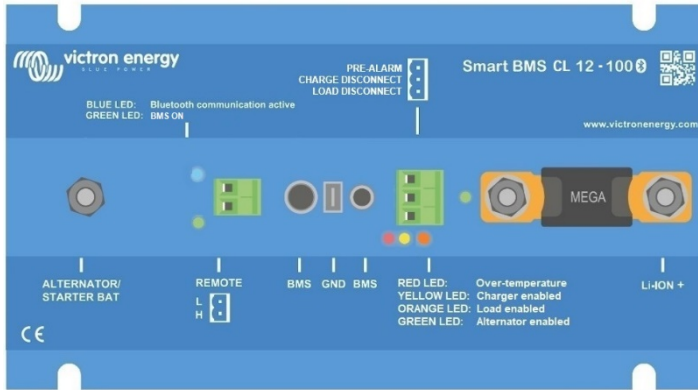 victron energy
BLUE POWER
PRE-ALARM
CHARGE DISCONNECT
LOAD DISCONNECT
Smart BMS CL 12-100
BLUE LED: Bluetooth communication active
GREEN LED: BMS ON
www.victronenergy.com
MEGA
ALTERNATOR/
STARTER BAT
REMOTE
L
H
BMS GND BMS
RED LED: Over-temperature
YELLOW LED: Charger enabled
ORANGE LED: Load enabled
GREEN LED: Alternator enabled
Li-ION +
CE